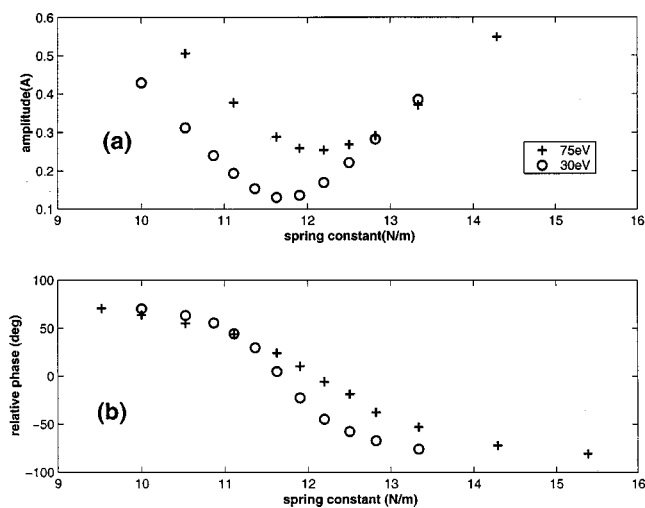 0.6
0.5
0.4
0.3
0.2
0.1
amplitude(A)
(a)
+ 75eV
o 30eV
9 10 11 12 13 14 15 16
spring constant(N/m)
100
50
0
-50
-100
relative phase (deg)
(b)
9 10 11 12 13 14 15 16
spring constant (N/m)